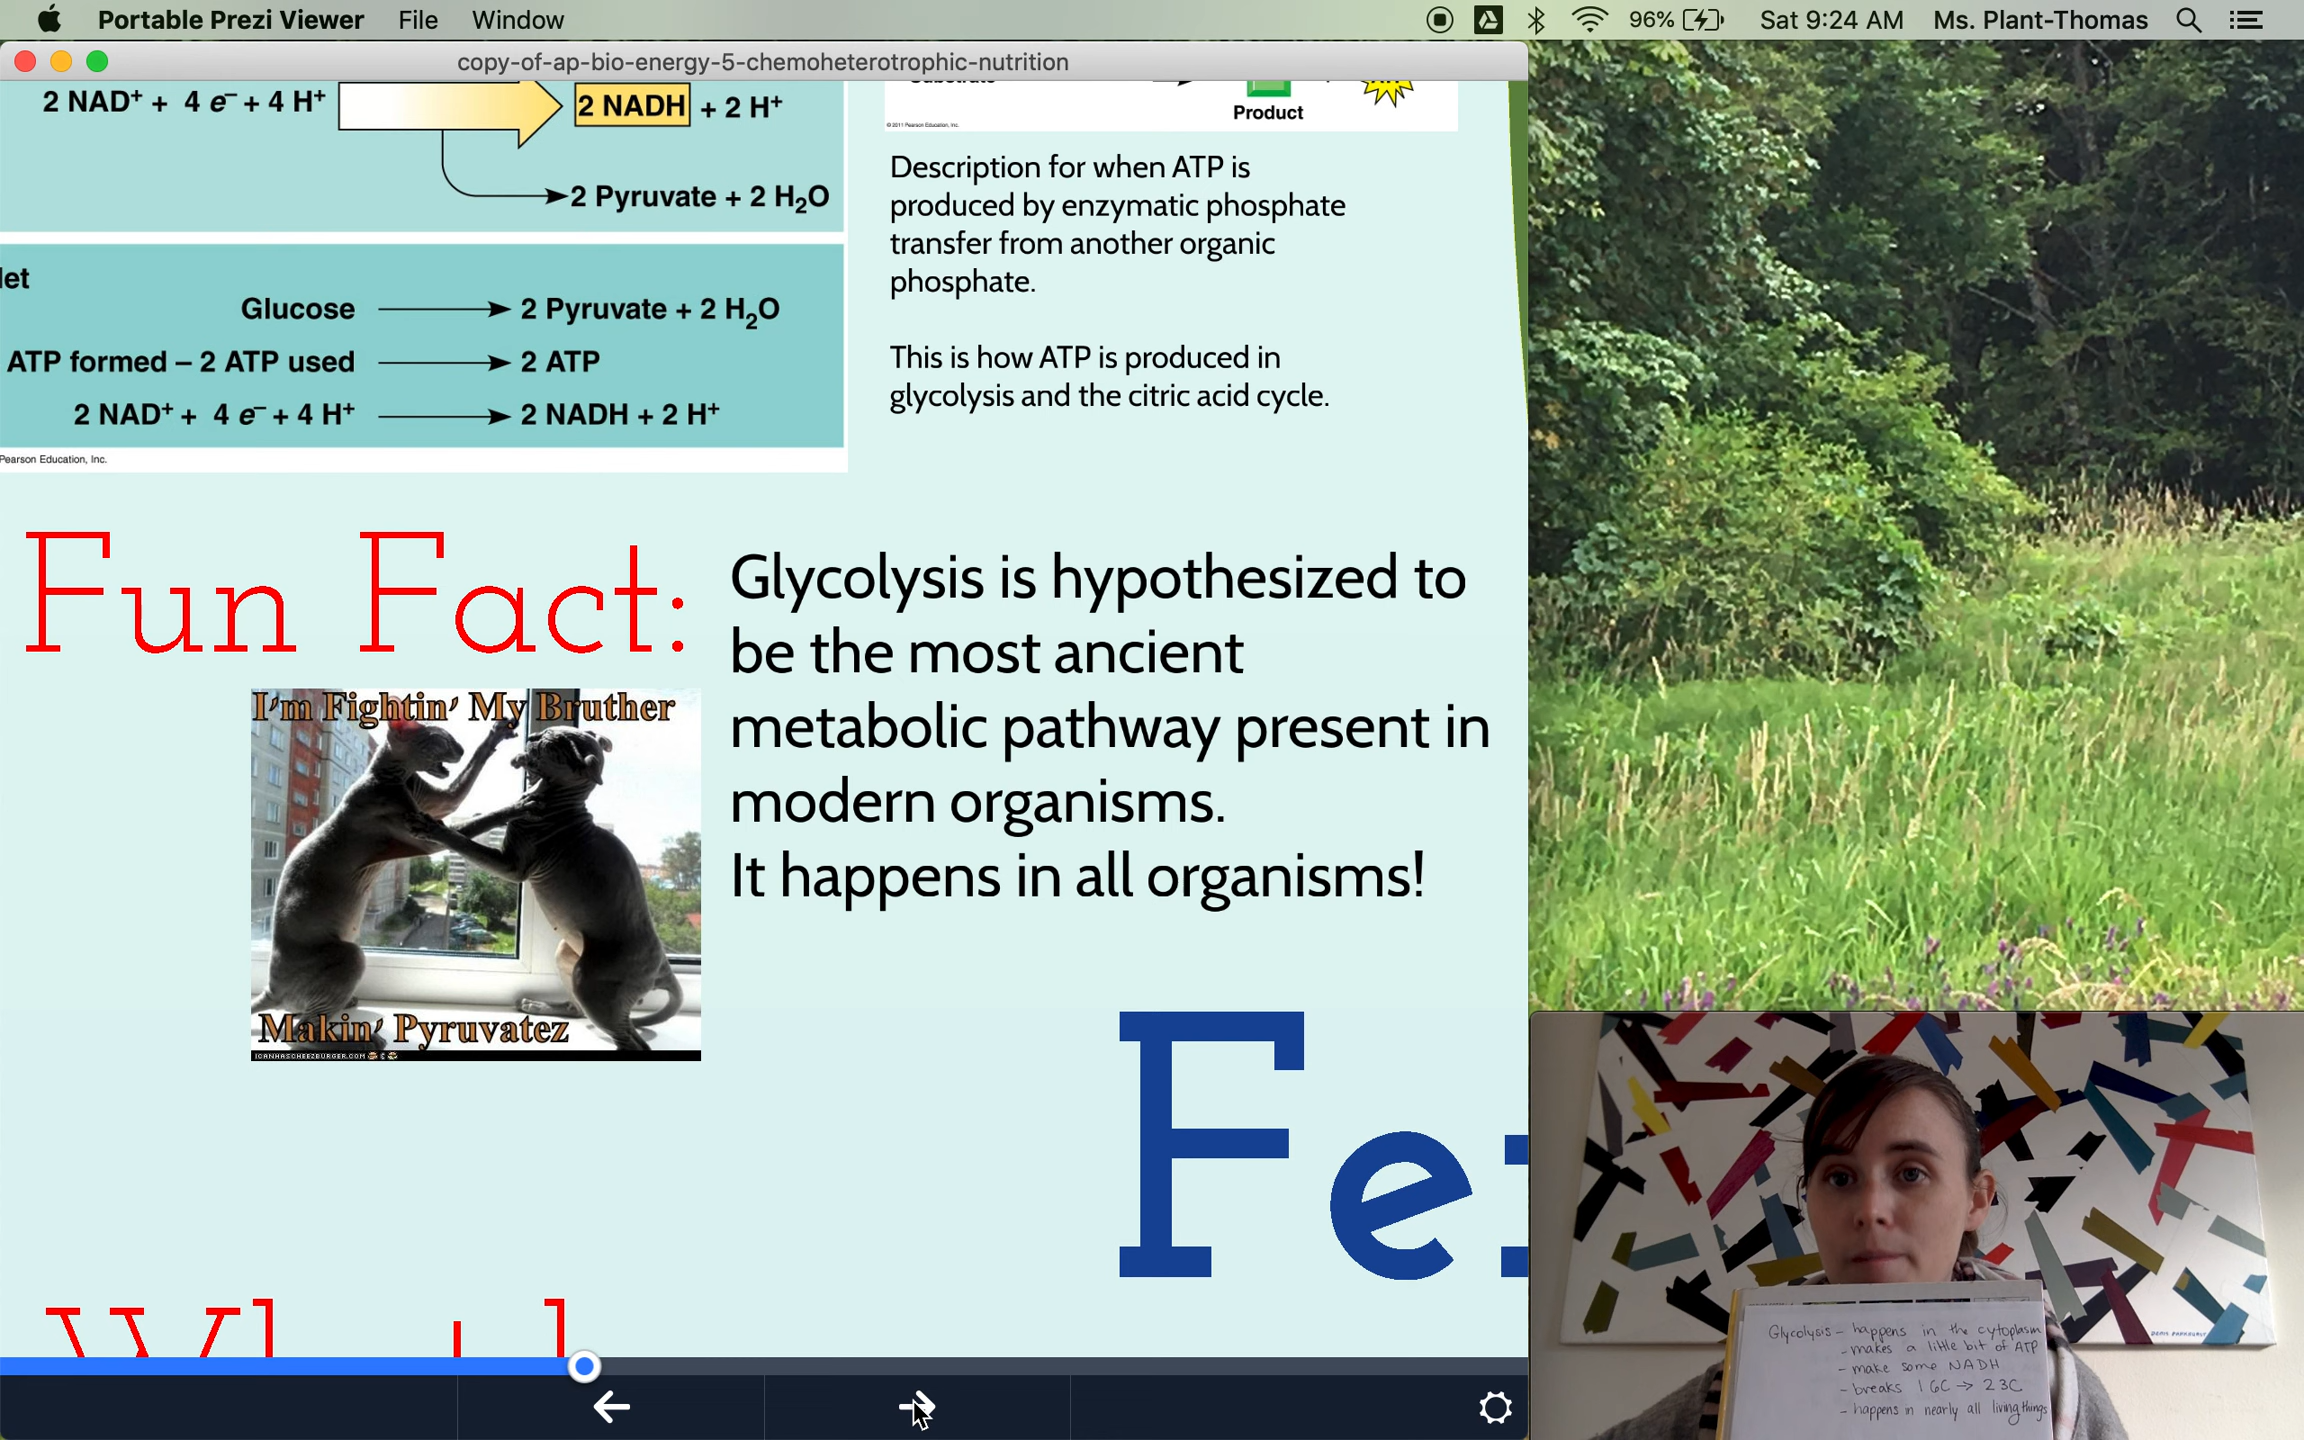 Portable Prezi Viewer File Window 96% Sat 9:24 AM Ms. Plant-Thomas
copy-of-ap-bio-energy-5-chemoheterotrophic-nutrition
2 NAD⁺ + 4 e⁻ + 4 H⁺ 2 NADH + 2 H⁺
2 Pyruvate + 2 H₂O
let
Glucose 2 Pyruvate + 2 H₂O
ATP formed – 2 ATP used 2 ATP
2 NAD⁺ + 4 e⁻ + 4 H⁺ 2 NADH + 2 H⁺
Pearson Education, Inc.
Product
© 2011 Pearson Education, Inc.
Description for when ATP is
produced by enzymatic phosphate
transfer from another organic
phosphate.
This is how ATP is produced in
glycolysis and the citric acid cycle.
Fun Fact:
Glycolysis is hypothesized to
be the most ancient
metabolic pathway present in
modern organisms.
It happens in all organisms!
I'm Fightin' My Bruther
Makin' Pyruvatez
ICANHASCHEEZBURGER.COM
Fe
Glycolysis – happens in the cytoplasm
- makes a little bit of ATP
- make some NADH
- breaks 1 6C → 2 3C
- happens in nearly all living things